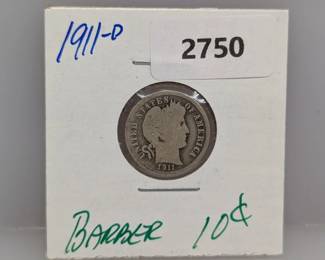 1911-D
2750
UNITED STATES OF AMERICA
1911
BARBER 10¢